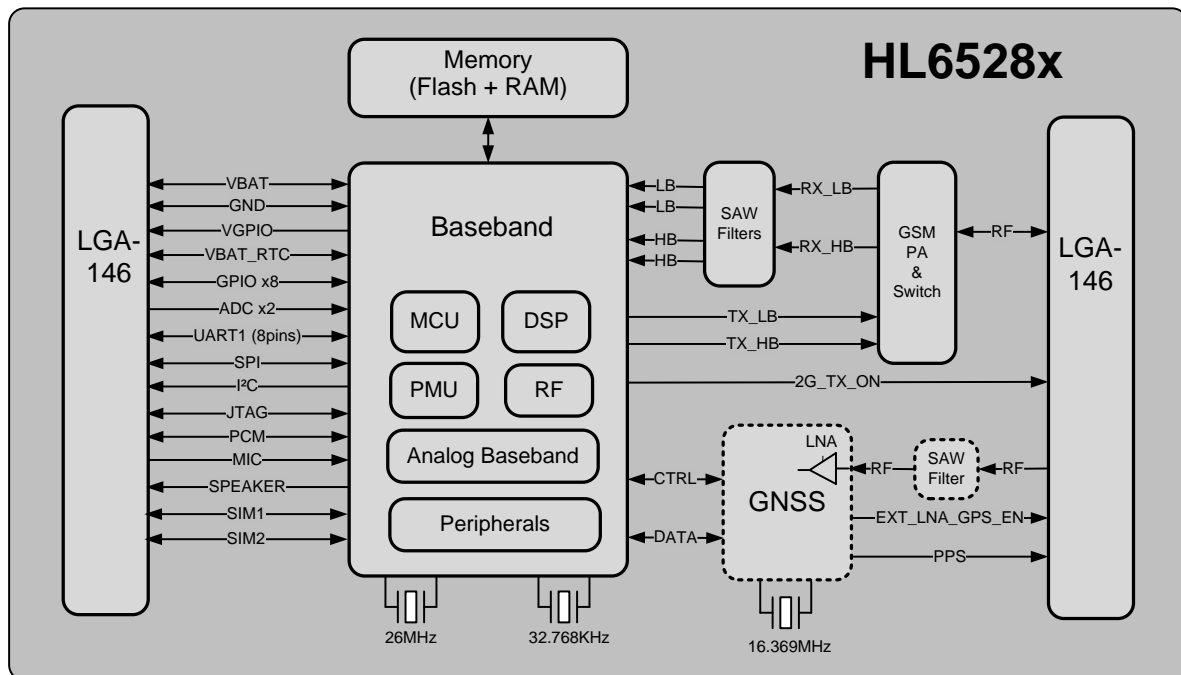 HL6528x
Memory
(Flash + RAM)
LGA-
146
VBAT
GND
VGPIO
VBAT_RTC
GPIO x8
ADC x2
UART1 (8pins)
SPI
I²C
JTAG
PCM
MIC
SPEAKER
SIM1
SIM2
Baseband
MCU
DSP
PMU
RF
Analog Baseband
Peripherals
26MHz
32.768KHz
LB
LB
HB
HB
SAW
Filters
RX_LB
RX_HB
GSM
PA
&
Switch
RF
TX_LB
TX_HB
2G_TX_ON
CTRL
DATA
LNA
GNSS
RF
SAW
Filter
RF
EXT_LNA_GPS_EN
PPS
16.369MHz
LGA-
146